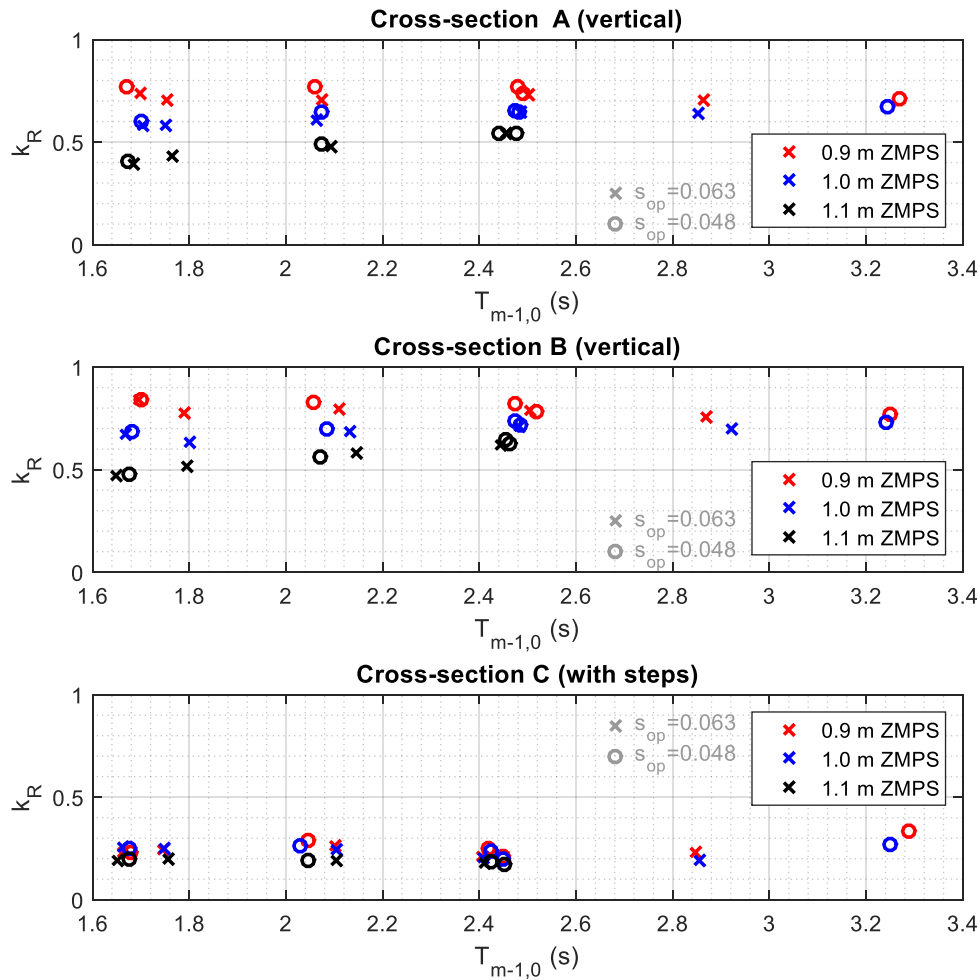 Cross-section A (vertical)
1
0.5
0
k_R
0.9 m ZMPS
1.0 m ZMPS
1.1 m ZMPS
s_op=0.063
s_op=0.048
1.6 1.8 2 2.2 2.4 2.6 2.8 3 3.2 3.4
T_m-1,0 (s)
Cross-section B (vertical)
1
0.5
0
k_R
0.9 m ZMPS
1.0 m ZMPS
1.1 m ZMPS
s_op=0.063
s_op=0.048
1.6 1.8 2 2.2 2.4 2.6 2.8 3 3.2 3.4
T_m-1,0 (s)
Cross-section C (with steps)
1
0.5
0
k_R
s_op=0.063
s_op=0.048
0.9 m ZMPS
1.0 m ZMPS
1.1 m ZMPS
1.6 1.8 2 2.2 2.4 2.6 2.8 3 3.2 3.4
T_m-1,0 (s)